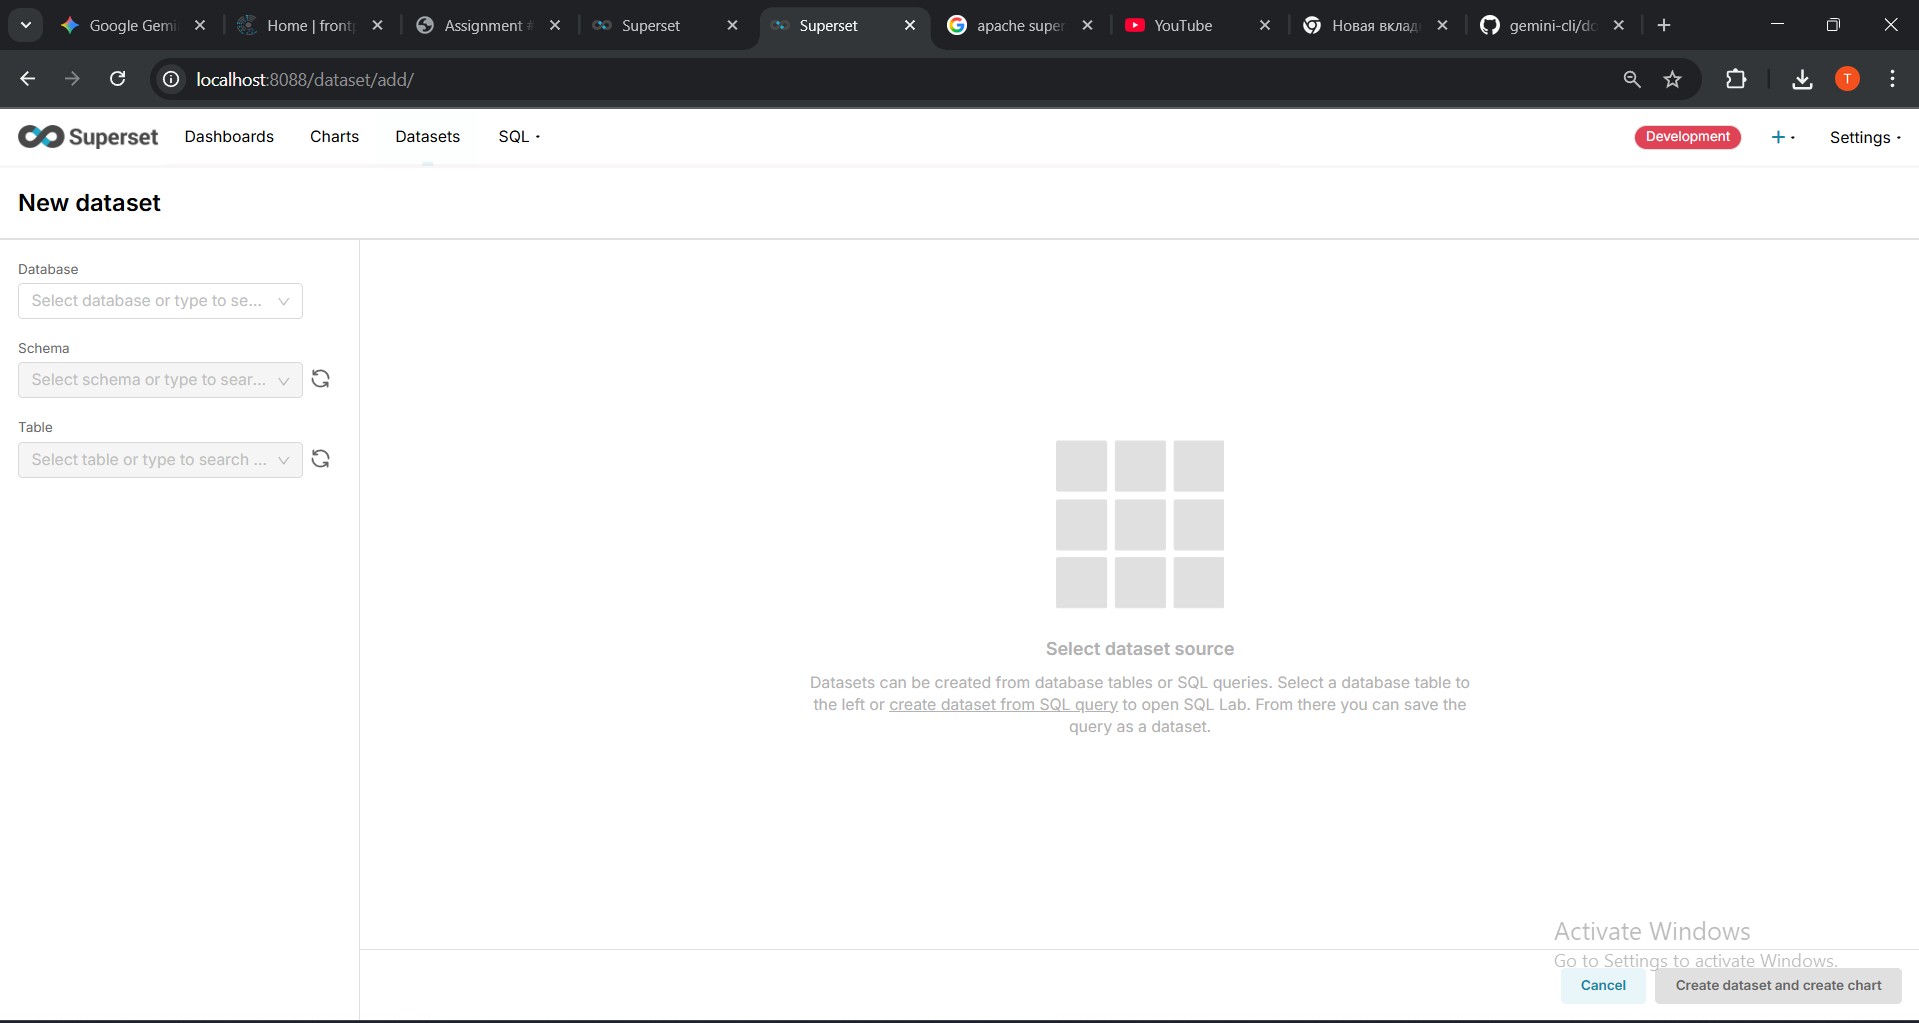 Google Gemi
Home | front
Assignment
Superset
Superset
apache super
YouTube
Новая вклад
gemini-cli/do
localhost:8088/dataset/add/
T
Superset
Dashboards
Charts
Datasets
SQL
Development
+
Settings
New dataset
Database
Select database or type to se...
Schema
Select schema or type to sear...
Table
Select table or type to search ...
Select dataset source
Datasets can be created from database tables or SQL queries. Select a database table to
the left or create dataset from SQL query to open SQL Lab. From there you can save the
query as a dataset.
Activate Windows
Go to Settings to activate Windows.
Cancel
Create dataset and create chart